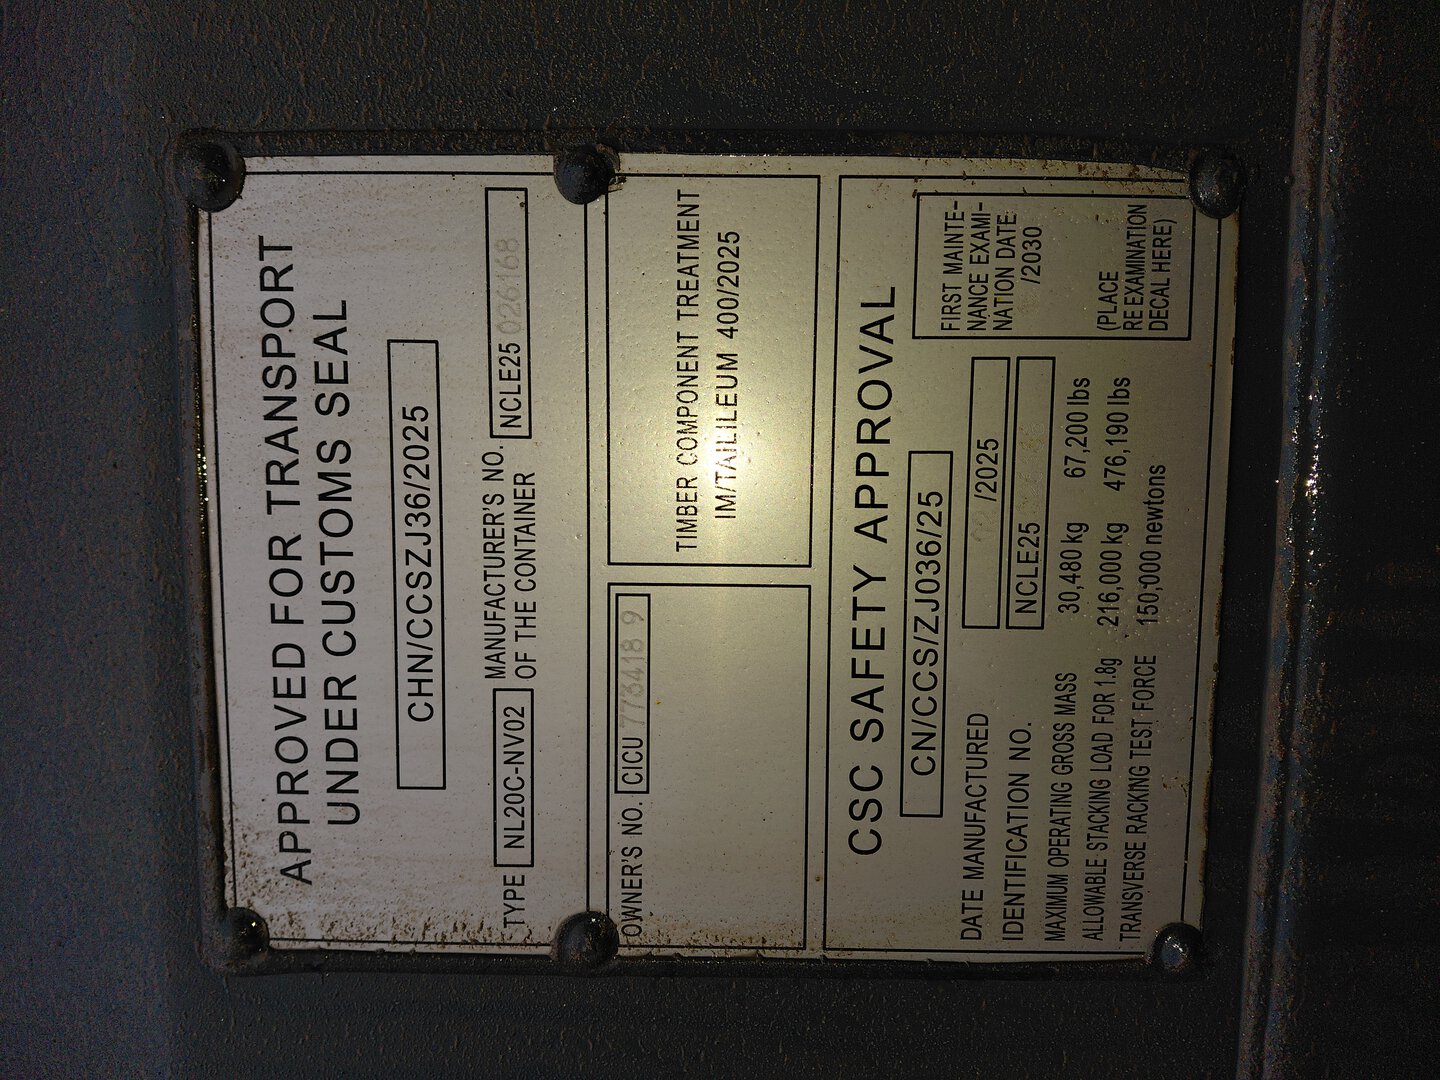 APPROVED FOR TRANSPORT
UNDER CUSTOMS SEAL
CHN/CCSZJ36/2025
TYPE NL20C-NV02 MANUFACTURER'S NO.
OF THE CONTAINER NCLE25 026168
OWNER'S NO. CICU 773418 9
TIMBER COMPONENT TREATMENT
IM/TAILILEUM 400/2025
CSC SAFETY APPROVAL
CN/CCS/ZJ036/25
DATE MANUFACTURED /2025
IDENTIFICATION NO. NCLE25
MAXIMUM OPERATING GROSS MASS 30,480 kg 67,200 lbs
ALLOWABLE STACKING LOAD FOR 1.8g 216,000 kg 476,190 lbs
TRANSVERSE RACKING TEST FORCE 150,000 newtons
FIRST MAINTE-
NANCE EXAMI-
NATION DATE
/2030
(PLACE
RE EXAMINATION
DECAL HERE)